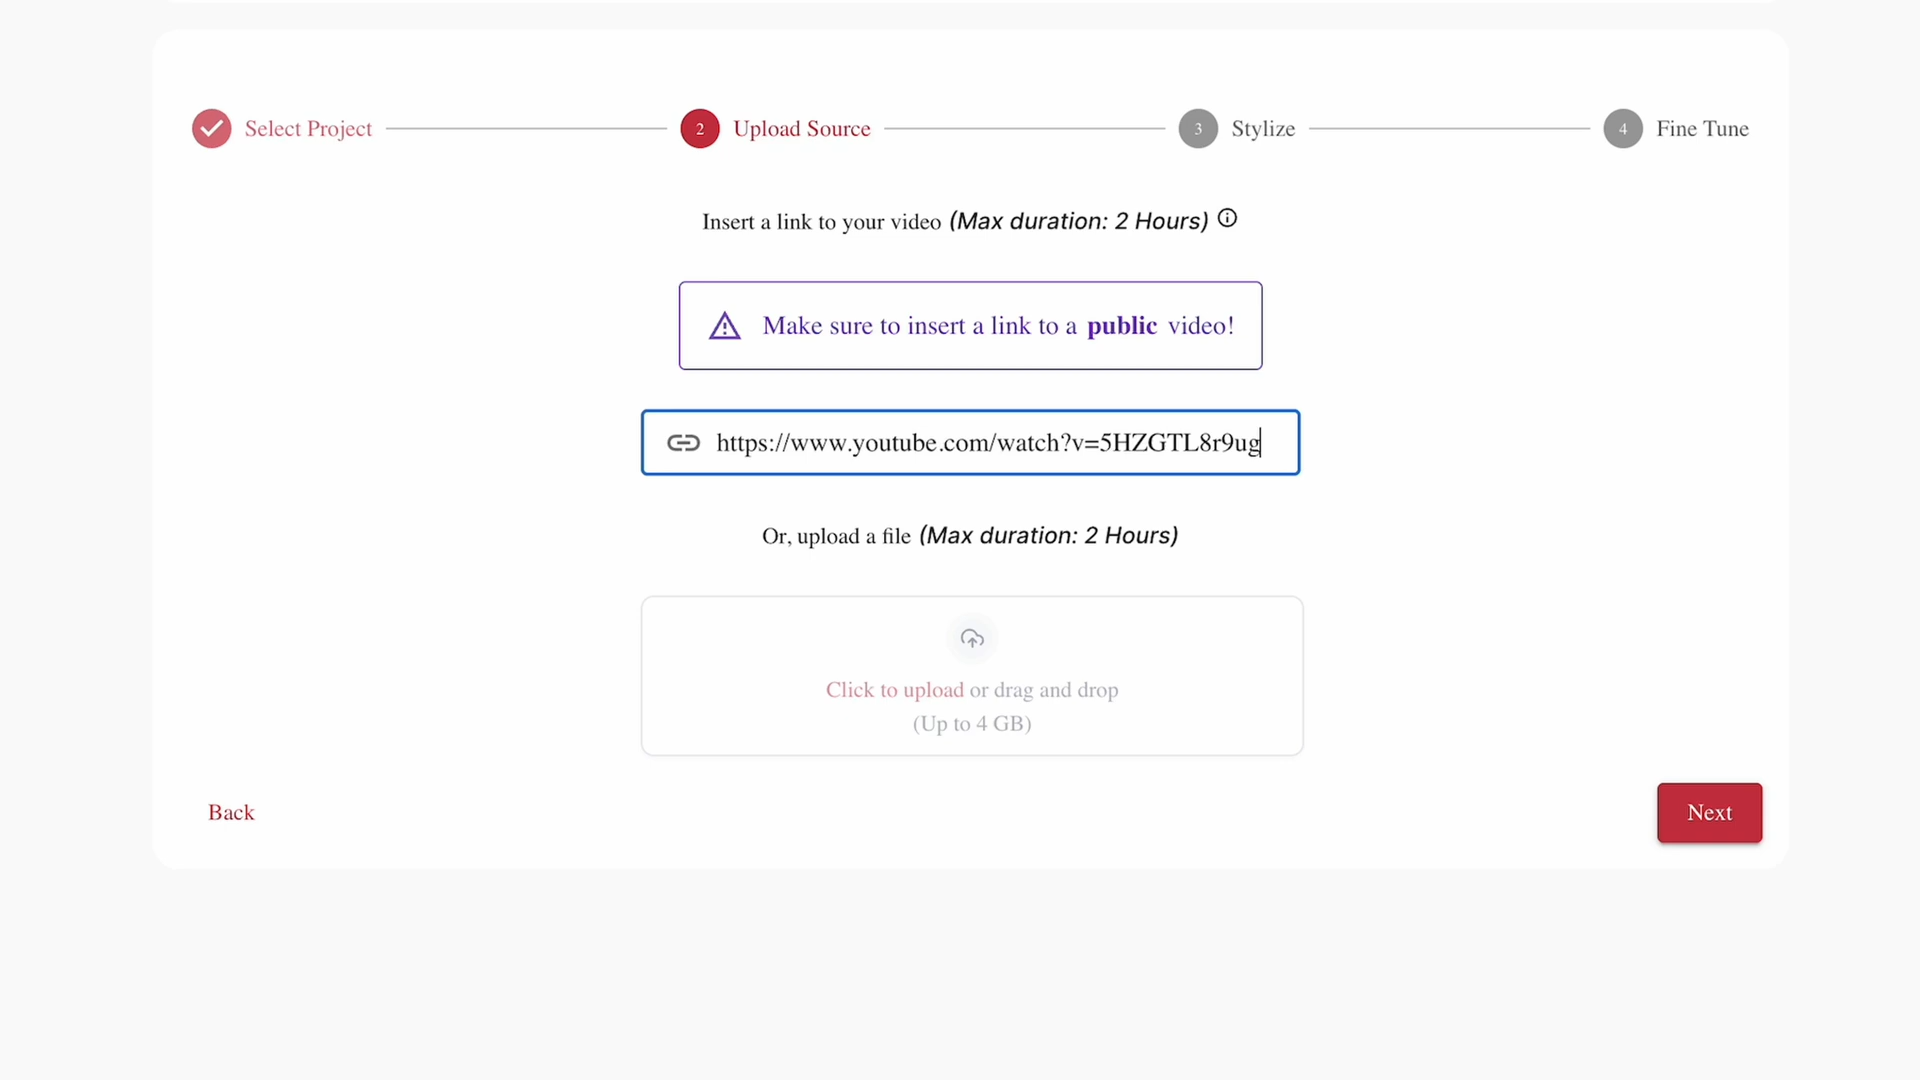 Select Project
2 Upload Source
3 Stylize
4 Fine Tune
Insert a link to your video (Max duration: 2 Hours)
Make sure to insert a link to a public video!
https://www.youtube.com/watch?v=5HZGTL8r9ug
Or, upload a file (Max duration: 2 Hours)
Click to upload or drag and drop
(Up to 4 GB)
Back
Next